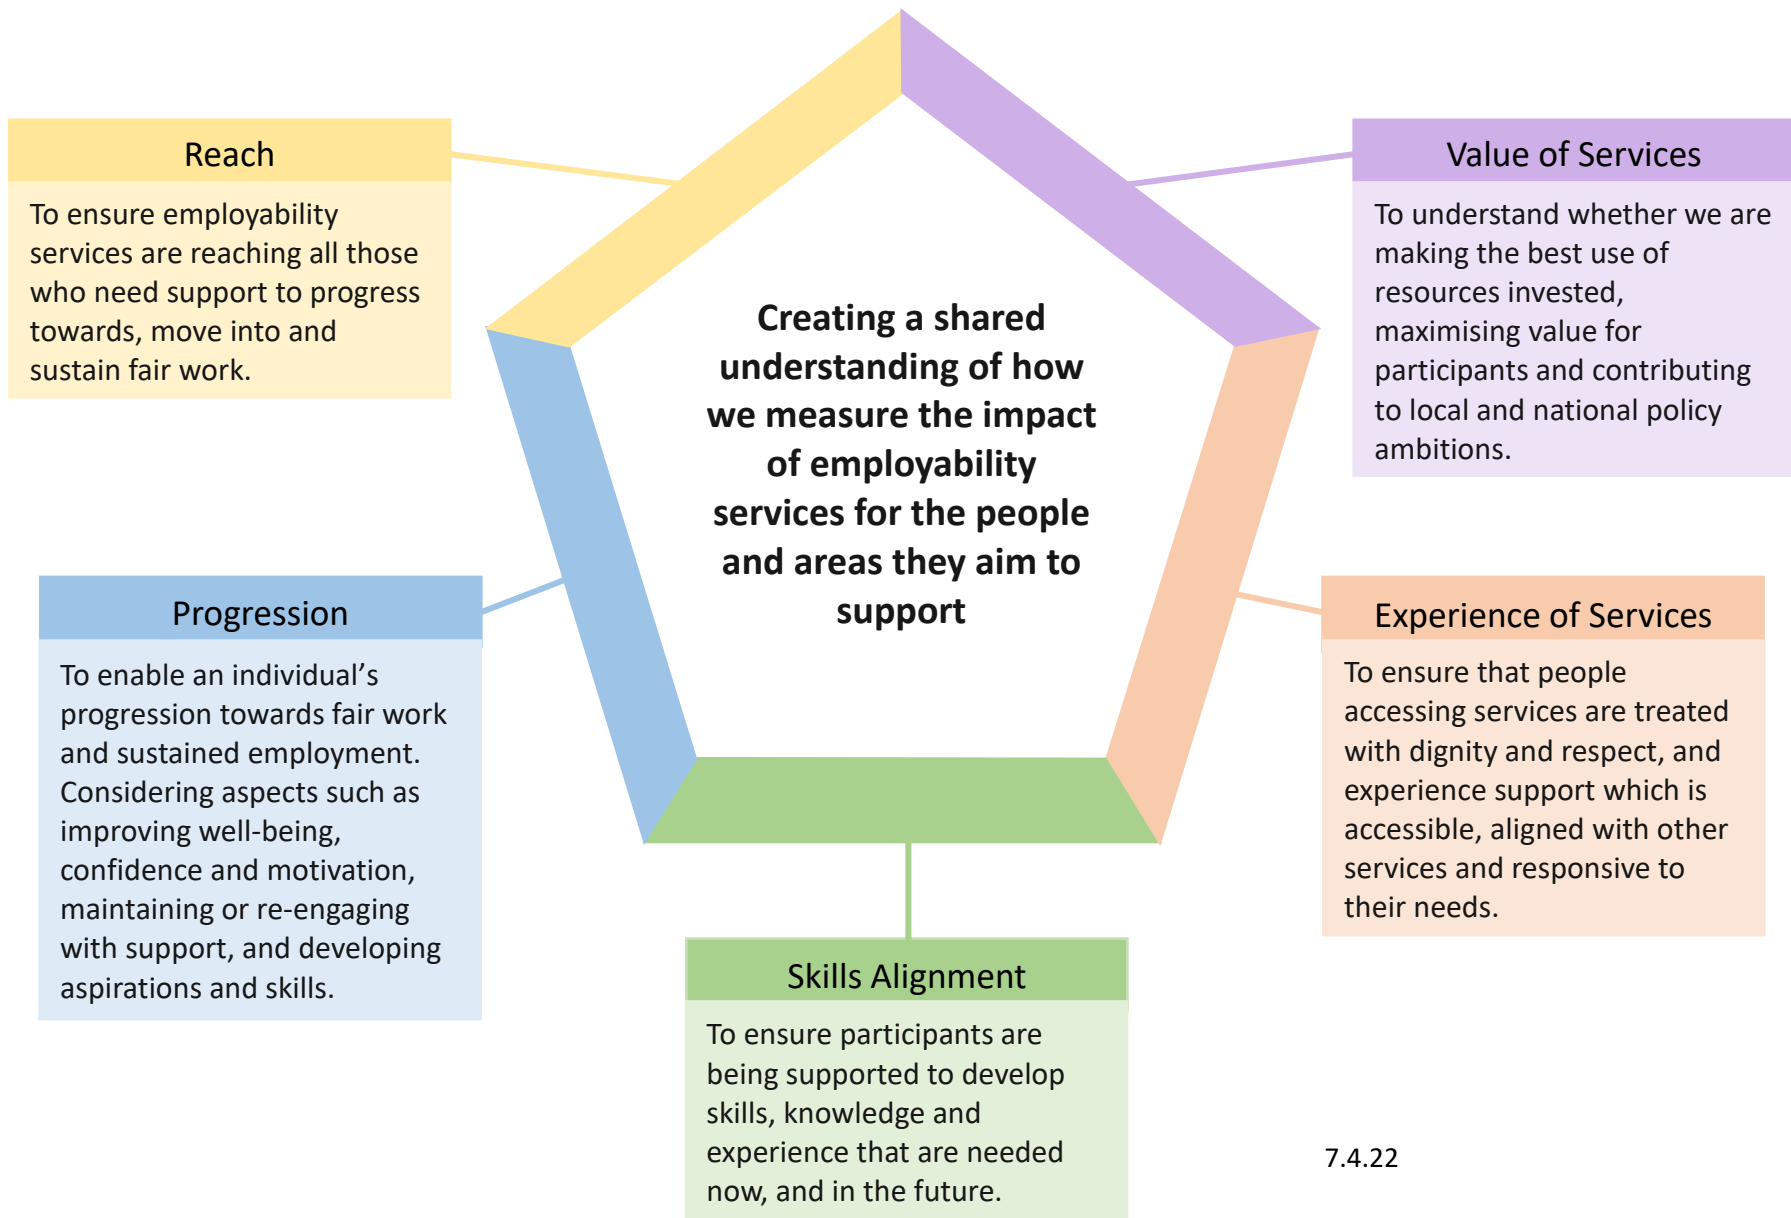 Reach
To ensure employability
services are reaching all those
who need support to progress
towards, move into and
sustain fair work.
Value of Services
To understand whether we are
making the best use of
resources invested,
maximising value for
participants and contributing
to local and national policy
ambitions.
Creating a shared
understanding of how
we measure the impact
of employability
services for the people
and areas they aim to
support
Progression
To enable an individual’s
progression towards fair work
and sustained employment.
Considering aspects such as
improving well-being,
confidence and motivation,
maintaining or re-engaging
with support, and developing
aspirations and skills.
Experience of Services
To ensure that people
accessing services are treated
with dignity and respect, and
experience support which is
accessible, aligned with other
services and responsive to
their needs.
Skills Alignment
To ensure participants are
being supported to develop
skills, knowledge and
experience that are needed
now, and in the future.
7.4.22